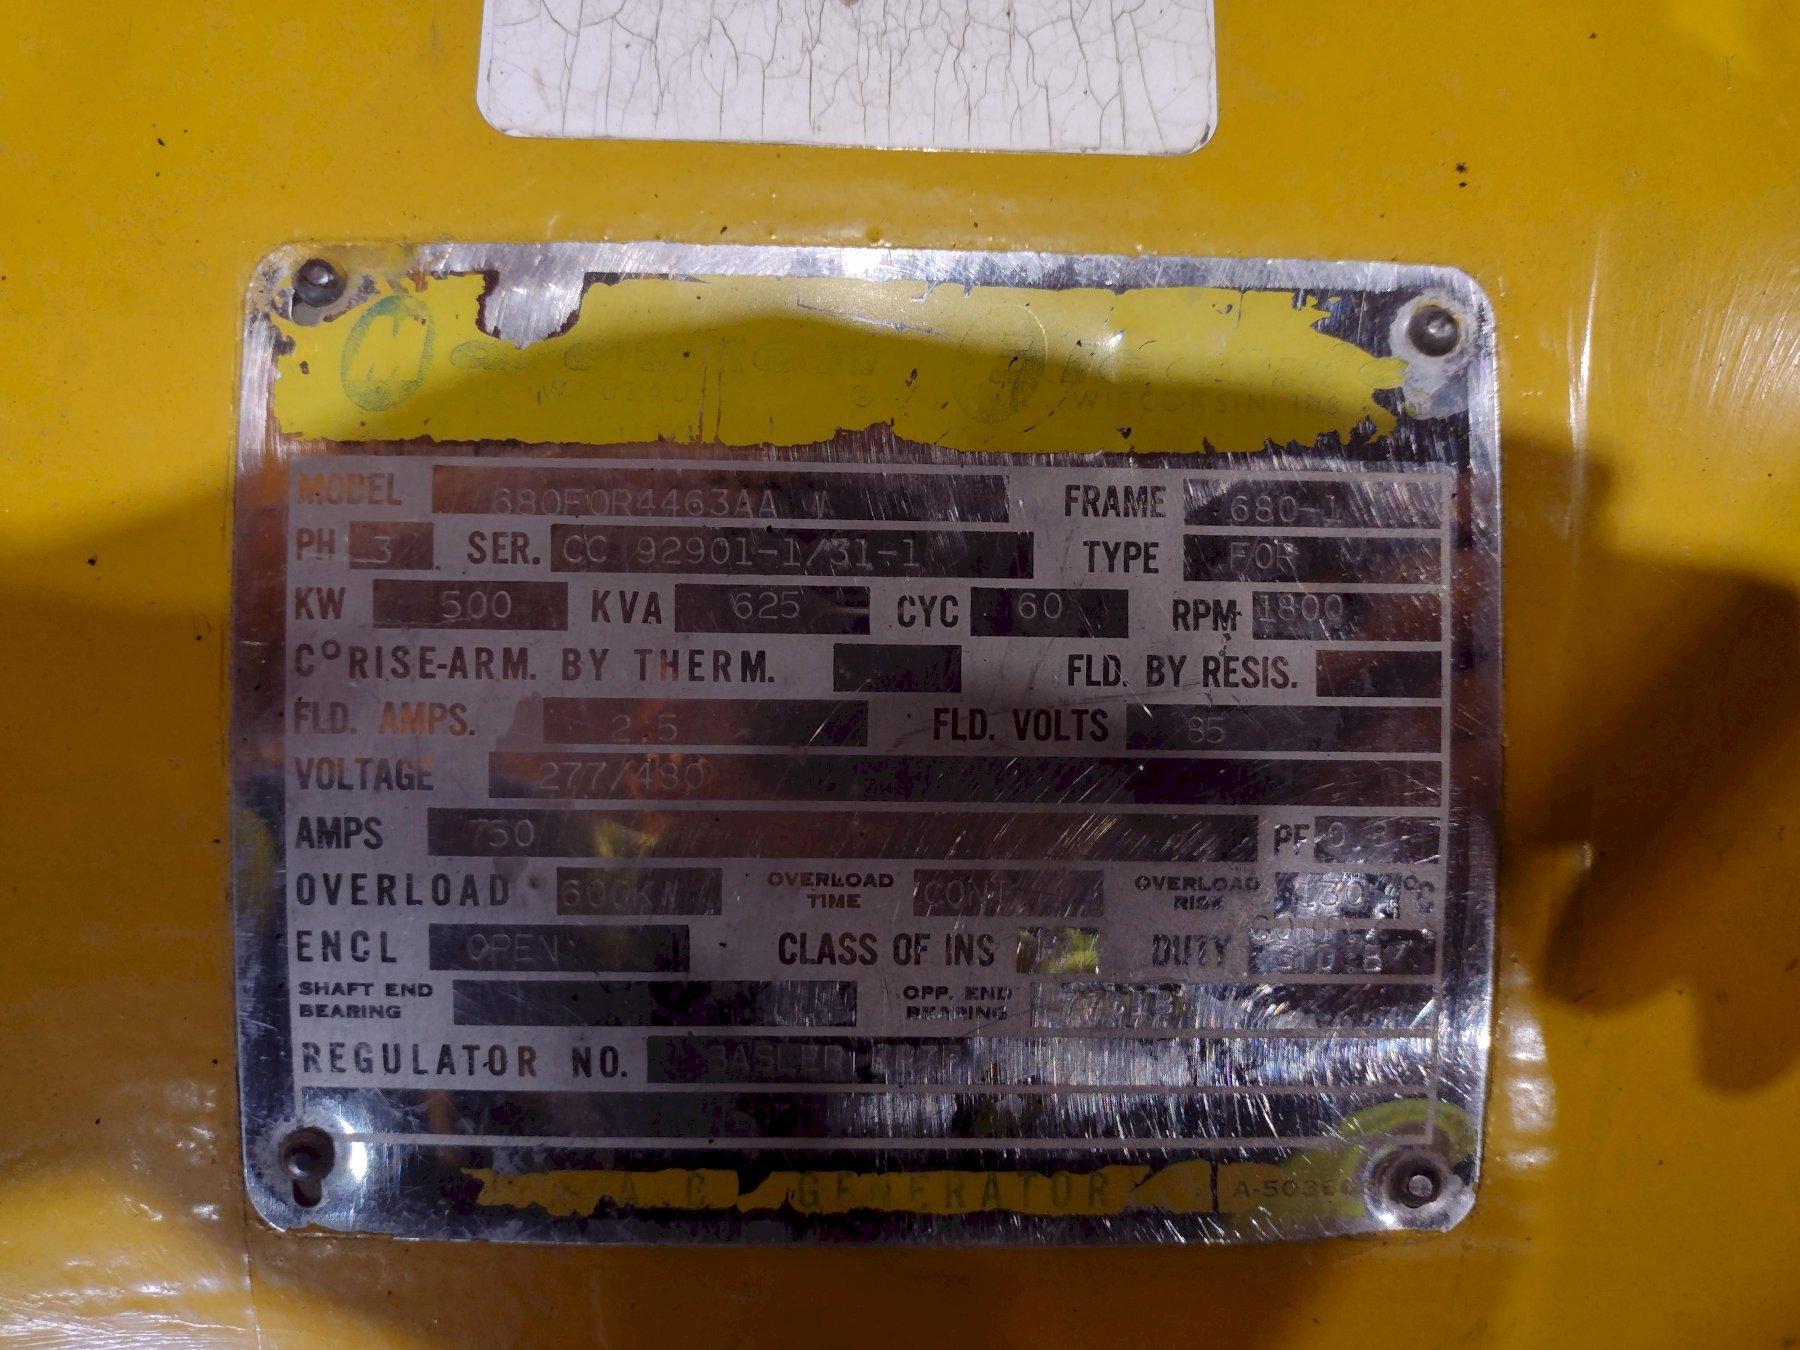 M
WAUSAU WISCONSIN
MODEL 680FOR4463AA W FRAME 680-1
PH 3 SER. CC 92901-1/31-1 TYPE FOR
KW 500 KVA 625 CYC 60 RPM 1800
C° RISE-ARM. BY THERM. FLD. BY RESIS.
FLD. AMPS. 2.5 FLD. VOLTS 85
VOLTAGE 277/480
AMPS 750 PF 0.8
OVERLOAD 600KW OVERLOAD TIME CONT OVERLOAD RISE 130 °C
ENCL OPEN CLASS OF INS DUTY
SHAFT END BEARING OPP. END BEARING
REGULATOR NO. BASLER
A.C. GENERATOR